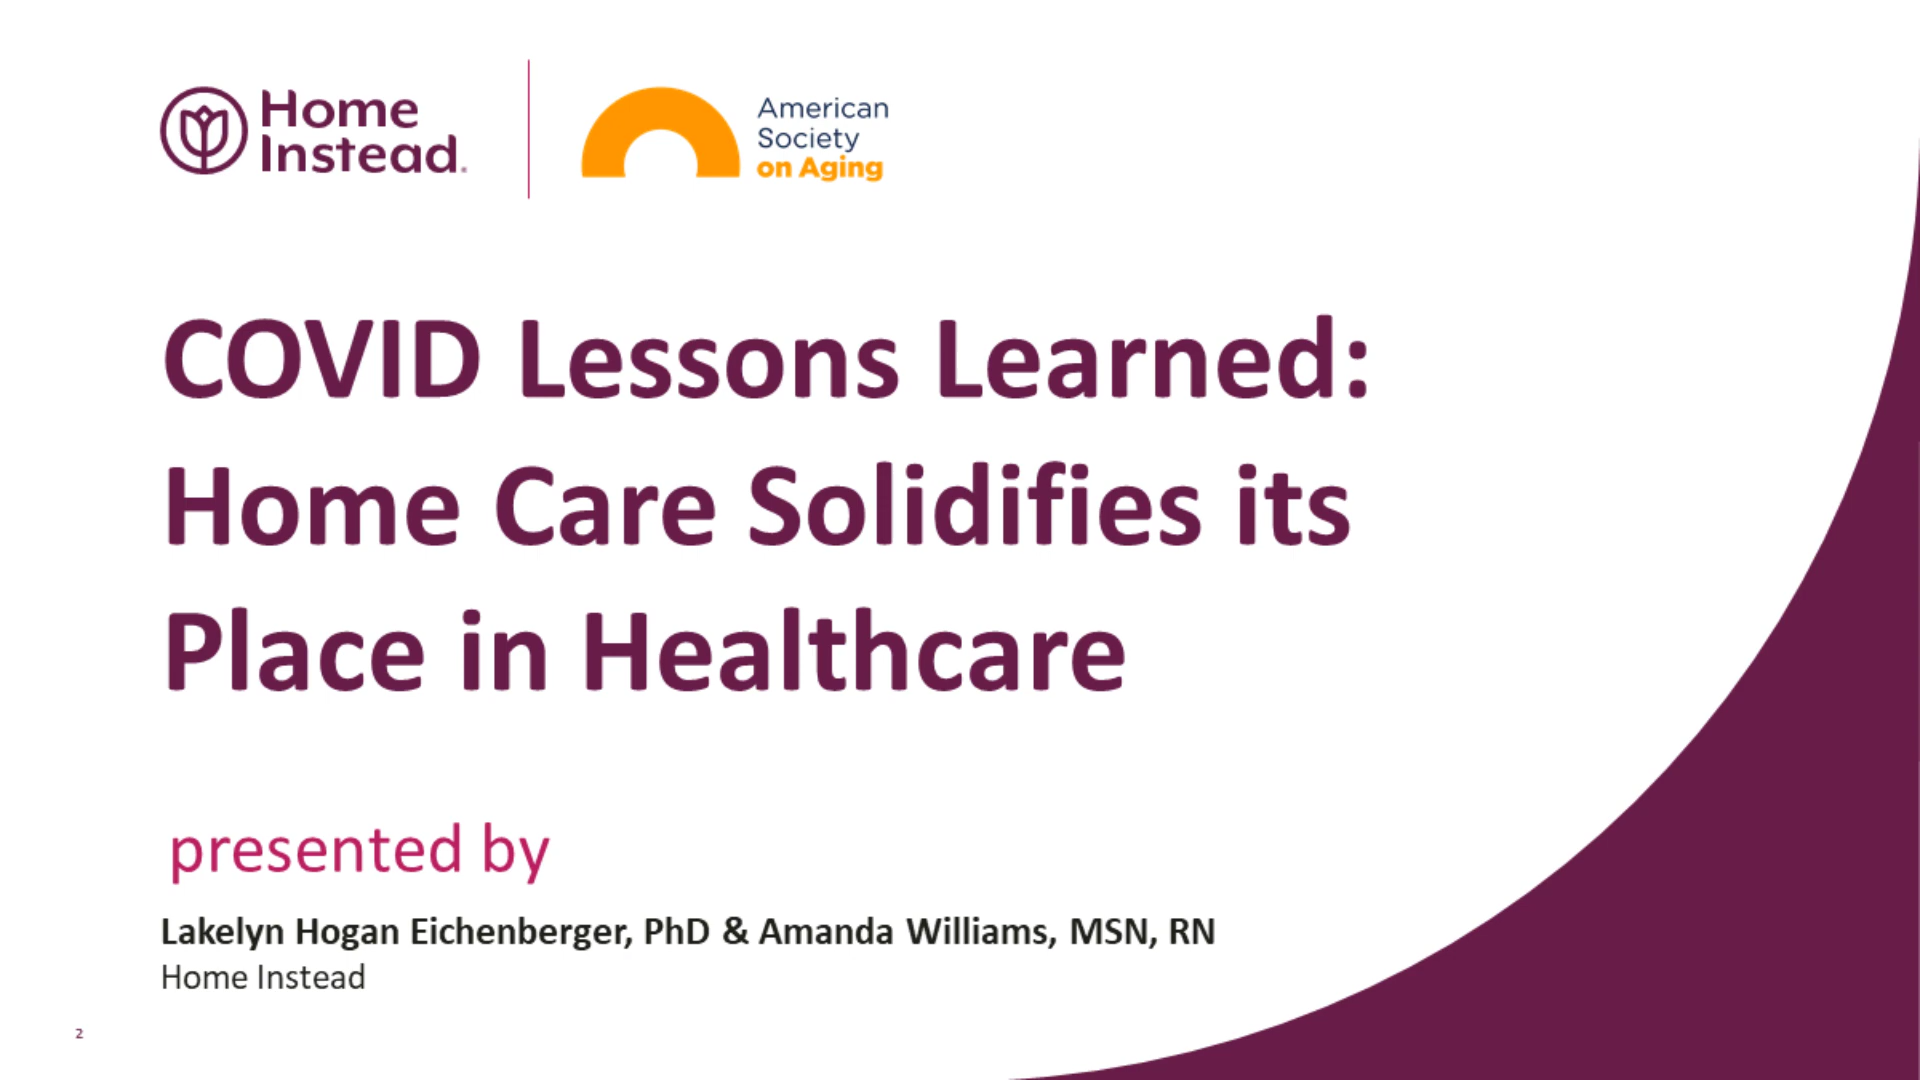 Home
Instead.
American
Society
on Aging
COVID Lessons Learned:
Home Care Solidifies its
Place in Healthcare
presented by
Lakelyn Hogan Eichenberger, PhD & Amanda Williams, MSN, RN
Home Instead
2